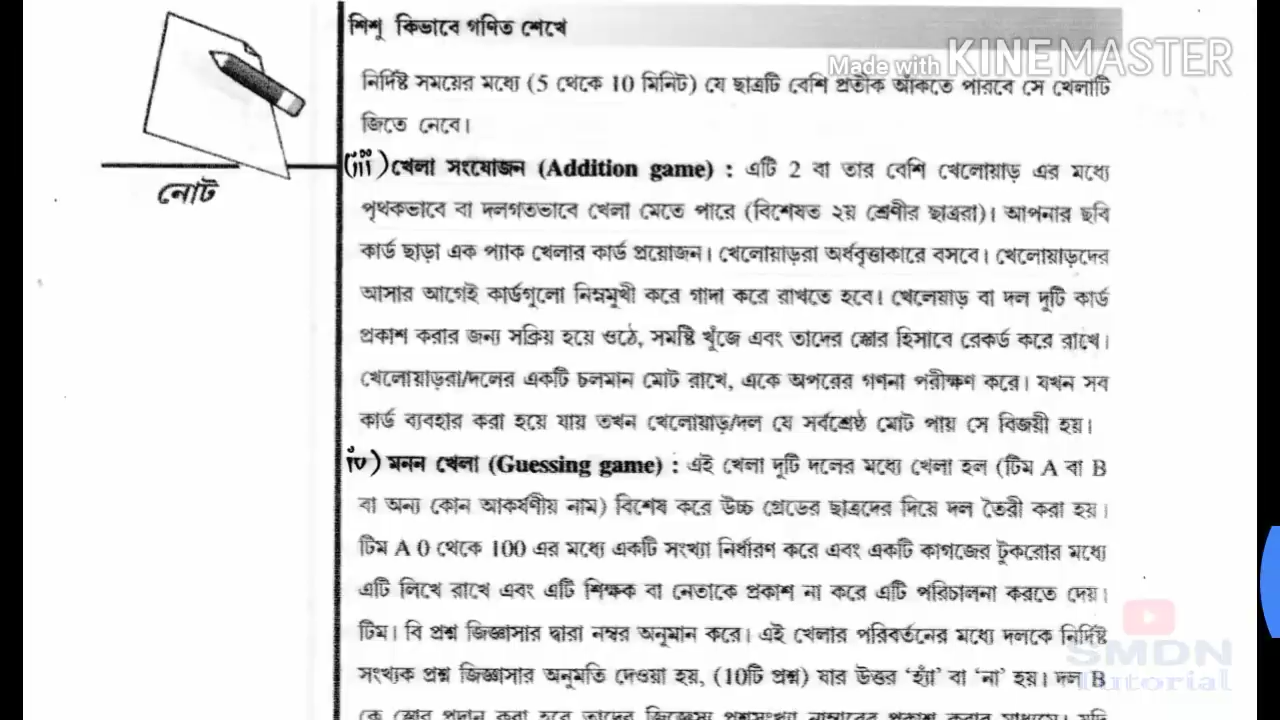 শিশু কিভাবে গণিত শেখে
Made with KINEMASTER
নির্দিষ্ট সময়ের মধ্যে (5 থেকে 10 মিনিট) যে ছাত্রটি বেশি প্রতীক আঁকতে পারবে সে খেলাটি
জিতে নেবে।
নোট
(iii) খেলা সংযোজন (Addition game) : এটি 2 বা তার বেশি খেলোয়াড় এর মধ্যে
পৃথকভাবে বা দলগতভাবে খেলা যেতে পারে (বিশেষত ২য় শ্রেণীর ছাত্ররা)। আপনার ছবি
কার্ড ছাড়া এক প্যাক খেলার কার্ড প্রয়োজন। খেলোয়াড়রা অর্ধবৃত্তাকারে বসবে। খেলোয়াড়দের
আসার আগেই কার্ডগুলো নিম্নমুখী করে গাদা করে রাখতে হবে। খেলেয়াড় বা দল দুটি কার্ড
প্রকাশ করার জন্য সক্রিয় হয়ে ওঠে, সমষ্টি খুঁজে এবং তাদের স্কোর হিসাবে রেকর্ড করে রাখে।
খেলোয়াড়রা/দলের একটি চলমান মোট রাখে, একে অপরের গণনা পরীক্ষণ করে। যখন সব
কার্ড ব্যবহার করা হয়ে যায় তখন খেলোয়াড়/দল যে সর্বশ্রেষ্ঠ মোট পায় সে বিজয়ী হয়।
iv) মনন খেলা (Guessing game) : এই খেলা দুটি দলের মধ্যে খেলা হল (টিম A বা B
বা অন্য কোন আকর্ষণীয় নাম) বিশেষ করে উচ্চ গ্রেডের ছাত্রদের দিয়ে দল তৈরী করা হয়।
টিম A 0 থেকে 100 এর মধ্যে একটি সংখ্যা নির্ধারণ করে এবং একটি কাগজের টুকরোর মধ্যে
এটি লিখে রাখে এবং এটি শিক্ষক বা নেতাকে প্রকাশ না করে এটি পরিচালনা করতে দেয়।
টিম। বি প্রশ্ন জিজ্ঞাসার দ্বারা নম্বর অনুমান করে। এই খেলার পরিবর্তনের মধ্যে দলকে নির্দিষ্ট
সংখ্যক প্রশ্ন জিজ্ঞাসার অনুমতি দেওয়া হয়, (10টি প্রশ্ন) যার উত্তর ‘হ্যাঁ’ বা ‘না’ হয়। দল B
SMDN
Tutorial